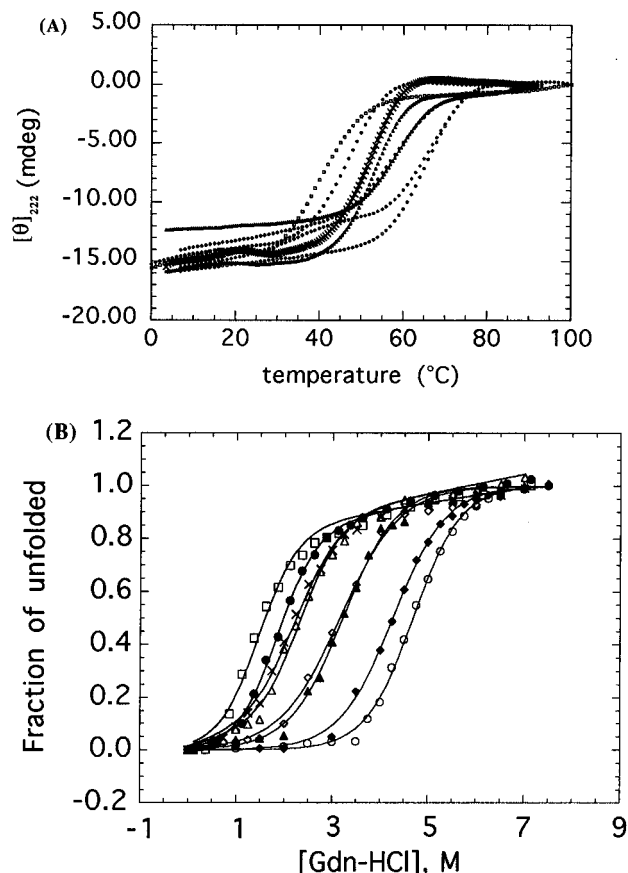 (A)
5.00
0.00
-5.00
-10.00
-15.00
-20.00
[θ]222 (mdeg)
0 20 40 60 80 100
temperature (°C)
(B)
1.2
1.0
0.8
0.6
0.4
0.2
0.0
-0.2
Fraction of unfolded
-1 1 3 5 7 9
[Gdn-HCl], M